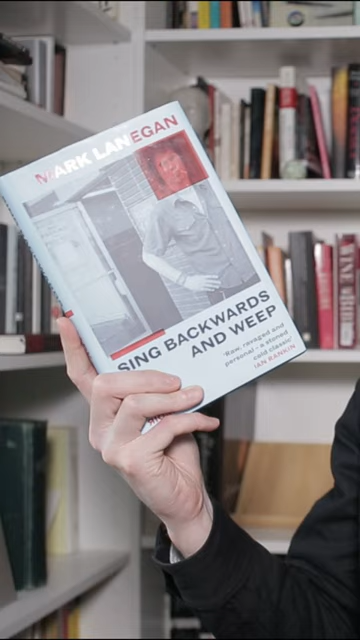 MARK LANEGAN
SING BACKWARDS
AND WEEP
'Raw, ravaged and
personal – a stoned
cold classic'
IAN RANKIN